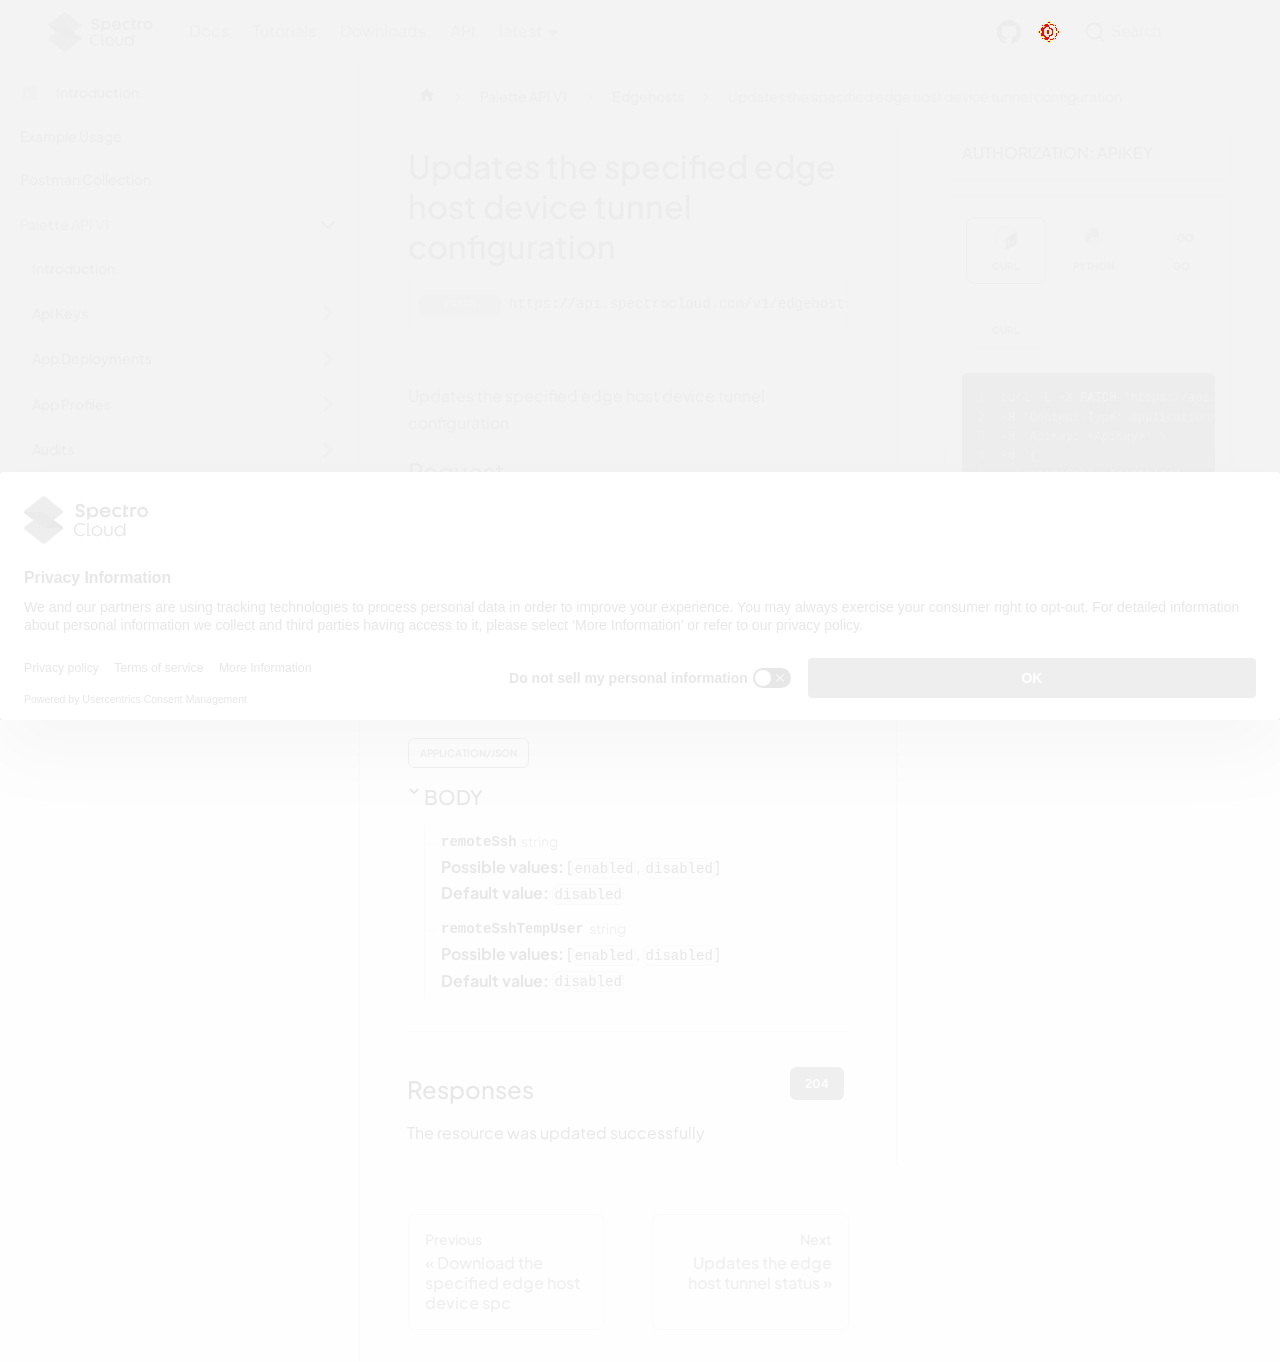 Spectro
Cloud
Docs
Tutorials
Downloads
API
latest
Search
Introduction
Example Usage
Postman Collection
Palette API V1
Introduction
Api Keys
App Deployments
App Profiles
Audits
Palette API V1
Edgehosts
Updates the specified edge host device tunnel configuration
Updates the specified edge
host device tunnel
configuration
https://api.spectrocloud.com/v1/edgehost
Updates the specified edge host device tunnel
configuration
Request
AUTHORIZATION: APIKEY
CURL
PYTHON
GO
CURL
PATCH
Spectro
Cloud
Privacy Information
We and our partners are using tracking technologies to process personal data in order to improve your experience. You may always exercise your consumer right to opt-out. For detailed information
about personal information we collect and third parties having access to it, please select 'More Information' or refer to our privacy policy.
Privacy policy
Terms of service
More Information
Do not sell my personal information
OK
Powered by Usercentrics Consent Management
APPLICATION/JSON
BODY
remoteSsh string
Possible values: [enabled, disabled]
Default value: disabled
remoteSshTempUser string
Possible values: [enabled, disabled]
Default value: disabled
Responses
204
The resource was updated successfully
Previous
« Download the
specified edge host
device spc
Next
Updates the edge
host tunnel status »